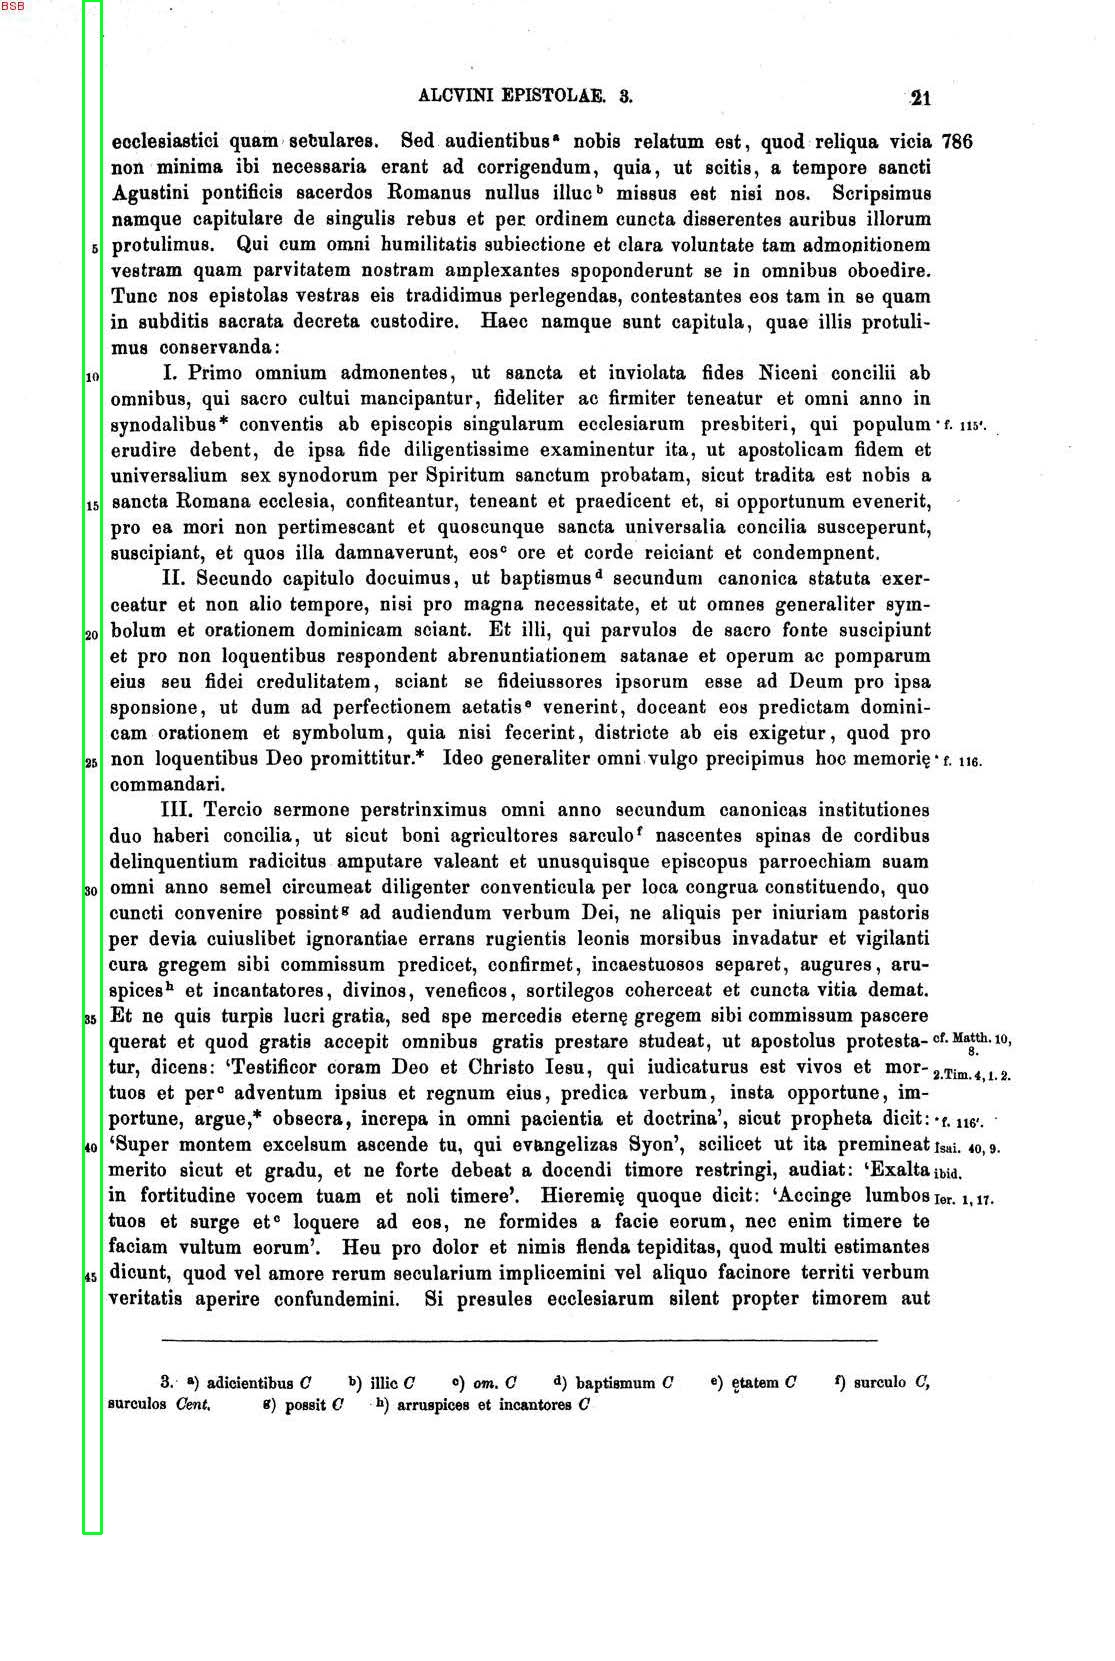 BSB
ALCVINI EPISTOLAE. 3. 21
ecclesiastici quam seculares. Sed audientibusᵃ nobis relatum est, quod reliqua vicia 786
non minima ibi necessaria erant ad corrigendum, quia, ut scitis, a tempore sancti
Agustini pontificis sacerdos Romanus nullus illucᵇ missus est nisi nos. Scripsimus
namque capitulare de singulis rebus et per ordinem cuncta disserentes auribus illorum
5 protulimus. Qui cum omni humilitatis subiectione et clara voluntate tam admonitionem
vestram quam parvitatem nostram amplexantes spoponderunt se in omnibus oboedire.
Tunc nos epistolas vestras eis tradidimus perlegendas, contestantes eos tam in se quam
in subditis sacrata decreta custodire. Haec namque sunt capitula, quae illis protuli-
mus conservanda:
10 I. Primo omnium admonentes, ut sancta et inviolata fides Niceni concilii ab
omnibus, qui sacro cultui mancipantur, fideliter ac firmiter teneatur et omni anno in
synodalibus* conventis ab episcopis singularum ecclesiarum presbiteri, qui populum *f. 115'.
erudire debent, de ipsa fide diligentissime examinentur ita, ut apostolicam fidem et
universalium sex synodorum per Spiritum sanctum probatam, sicut tradita est nobis a
15 sancta Romana ecclesia, confiteantur, teneant et praedicent et, si opportunum evenerit,
pro ea mori non pertimescant et quoscunque sancta universalia concilia susceperunt,
suscipiant, et quos illa damnaverunt, eosᶜ ore et corde reiciant et condempnent.
II. Secundo capitulo docuimus, ut baptismusᵈ secundum canonica statuta exer-
ceatur et non alio tempore, nisi pro magna necessitate, et ut omnes generaliter sym-
20 bolum et orationem dominicam sciant. Et illi, qui parvulos de sacro fonte suscipiunt
et pro non loquentibus respondent abrenuntiationem satanae et operum ac pomparum
eius seu fidei credulitatem, sciant se fideiussores ipsorum esse ad Deum pro ipsa
sponsione, ut dum ad perfectionem aetatisᵉ venerint, doceant eos predictam domini-
cam orationem et symbolum, quia nisi fecerint, districte ab eis exigetur, quod pro
25 non loquentibus Deo promittitur.* Ideo generaliter omni vulgo precipimus hoc memorię *f. 116.
commandari.
III. Tercio sermone perstrinximus omni anno secundum canonicas institutiones
duo haberi concilia, ut sicut boni agricultores sarculoᶠ nascentes spinas de cordibus
delinquentium radicitus amputare valeant et unusquisque episcopus parroechiam suam
30 omni anno semel circumeat diligenter conventicula per loca congrua constituendo, quo
cuncti convenire possintᵍ ad audiendum verbum Dei, ne aliquis per iniuriam pastoris
per devia cuiuslibet ignorantiae errans rugientis leonis morsibus invadatur et vigilanti
cura gregem sibi commissum predicet, confirmet, incaestuosos separet, augures, aru-
spicesʰ et incantatores, divinos, veneficos, sortilegos coherceat et cuncta vitia demat.
35 Et ne quis turpis lucri gratia, sed spe mercedis eternę gregem sibi commissum pascere
querat et quod gratis accepit omnibus gratis prestare studeat, ut apostolus protesta- cf. Matth. 10, 8.
tur, dicens: ‘Testificor coram Deo et Christo Iesu, qui iudicaturus est vivos et mor- 2. Tim. 4, 1. 2.
tuos et perᶜ adventum ipsius et regnum eius, predica verbum, insta opportune, im-
portune, argue,* obsecra, increpa in omni pacientia et doctrina’, sicut propheta dicit: *f. 116'.
40 ‘Super montem excelsum ascende tu, qui evangelizas Syon’, scilicet ut ita premineat Isai. 40, 9.
merito sicut et gradu, et ne forte debeat a docendi timore restringi, audiat: ‘Exalta ibid.
in fortitudine vocem tuam et noli timere’. Hieremię quoque dicit: ‘Accinge lumbos Ier. 1, 17.
tuos et surge etᶜ loquere ad eos, ne formides a facie eorum, nec enim timere te
faciam vultum eorum’. Heu pro dolor et nimis flenda tepiditas, quod multi estimantes
45 dicunt, quod vel amore rerum secularium implicemini vel aliquo facinore territi verbum
veritatis aperire confundemini. Si presules ecclesiarum silent propter timorem aut
3. ᵃ) adicientibus C ᵇ) illic C ᶜ) om. C ᵈ) baptismum C ᵉ) ętatem C ᶠ) surculo C,
surculos Cent. ᵍ) possit C ʰ) arruspices et incantores C